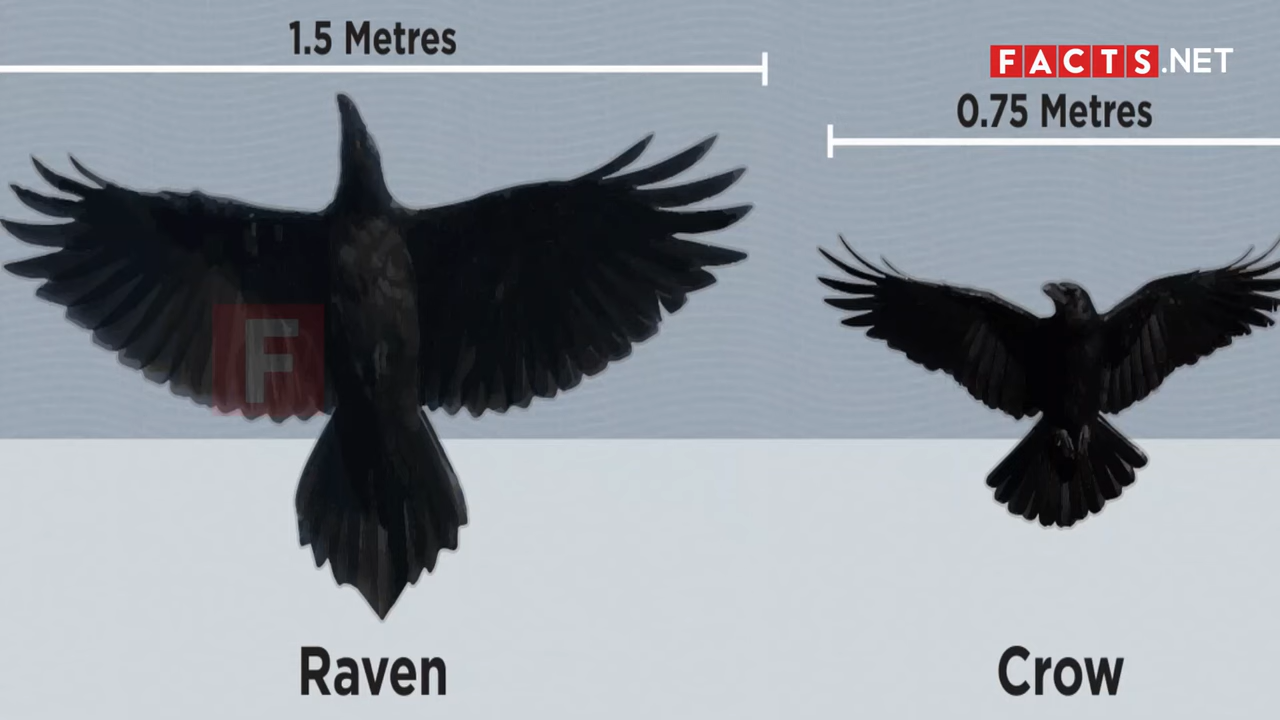 1.5 Metres
FACTS.NET
0.75 Metres
F
Raven
Crow